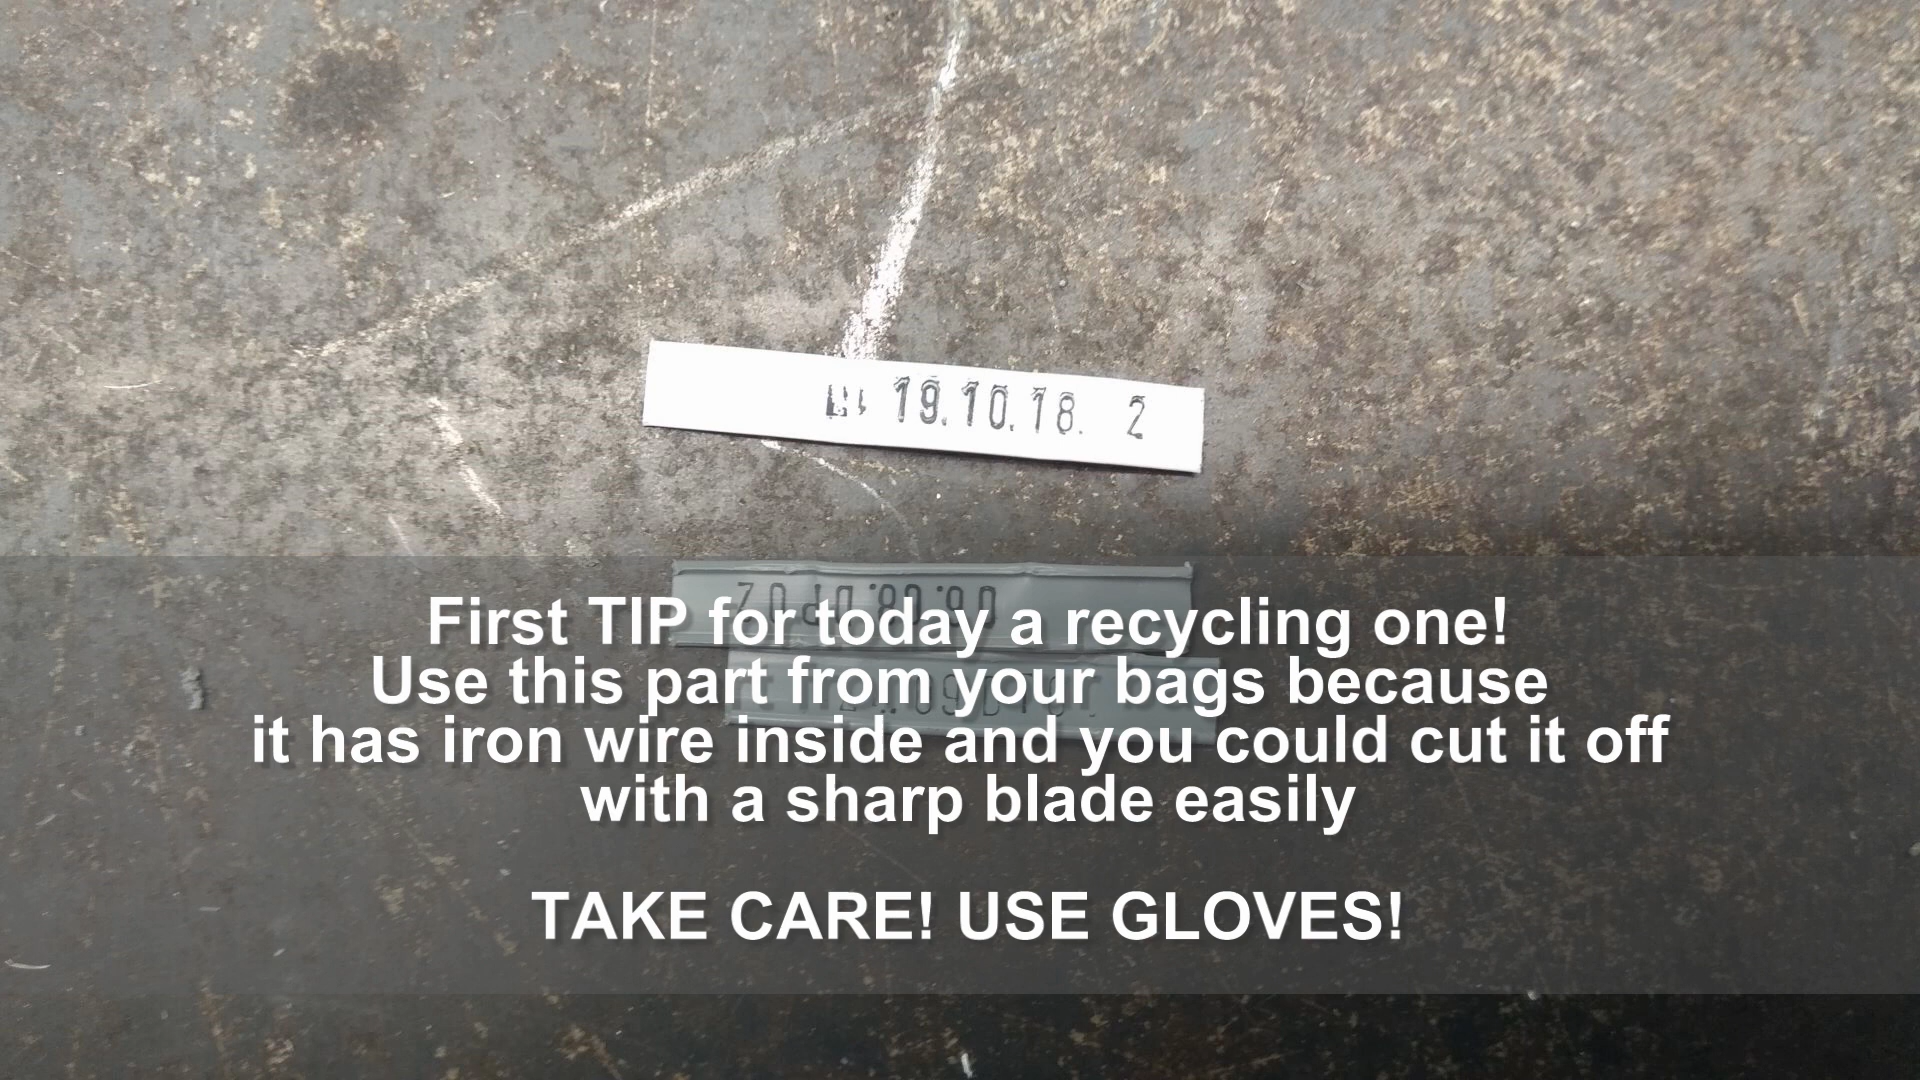 19.10.18. 2
First TIP for today a recycling one!
Use this part from your bags because
it has iron wire inside and you could cut it off
with a sharp blade easily
TAKE CARE! USE GLOVES!